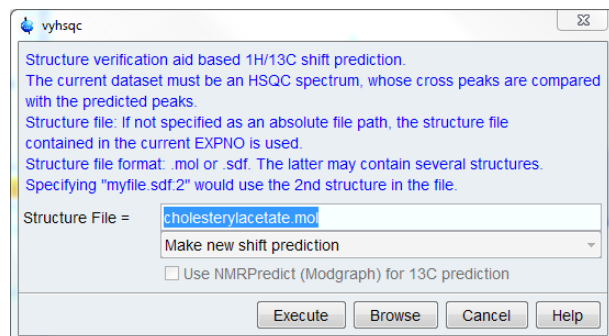 vyhsqc
Structure verification aid based 1H/13C shift prediction.
The current dataset must be an HSQC spectrum, whose cross peaks are compared
with the predicted peaks.
Structure file: If not specified as an absolute file path, the structure file
contained in the current EXPNO is used.
Structure file format: .mol or .sdf. The latter may contain several structures.
Specifying "myfile.sdf:2" would use the 2nd structure in the file.
Structure File = cholesterylacetate.mol
Make new shift prediction
Use NMRPredict (Modgraph) for 13C prediction
Execute Browse Cancel Help